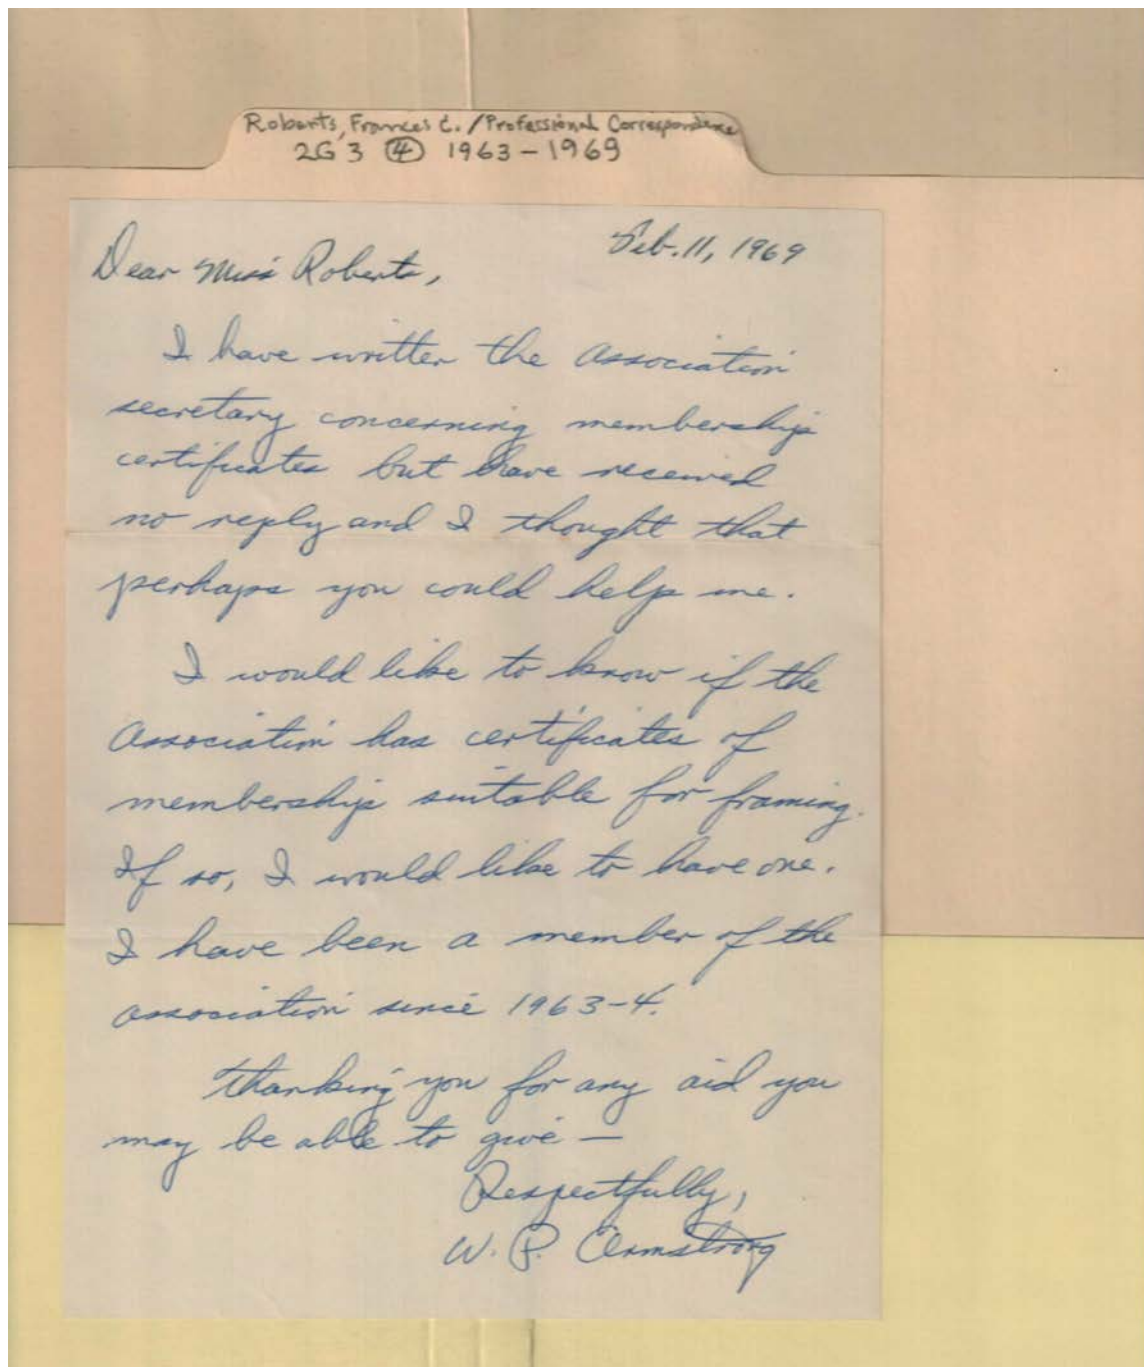 Roberts, Frances C. / Professional Correspondence
2G 3 ④ 1963-1969
Feb. 11, 1969
Dear Miss Roberts,
I have written the Association
secretary concerning membership
certificates but have received
no reply and I thought that
perhaps you could help me.
I would like to know if the
Association has certificates of
membership suitable for framing.
If so, I would like to have one.
I have been a member of the
association since 1963-4.
Thanking you for any aid you
may be able to give —
Respectfully,
W. P. Armstrong